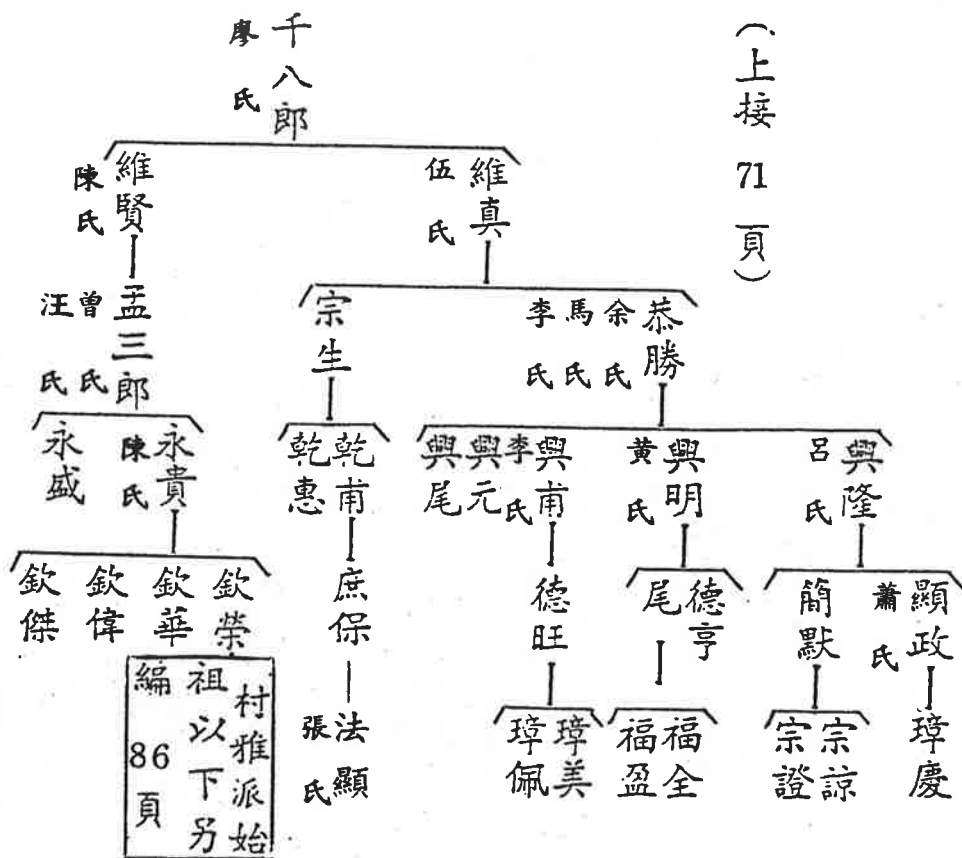 （上接 71 頁）
千八郎
廖氏
維真
伍氏
維賢
陳氏
恭勝
余氏
馬氏
李氏
宗生
孟三郎
曾氏
汪氏
興隆
呂氏
興明
黃氏
興甫
李氏
興元
興尾
乾甫
乾惠
永貴
陳氏
永盛
顯政
蕭氏
簡默
德亨
尾
德旺
庶保
欽榮
欽華
欽偉
欽傑
璋慶
宗諒
宗證
福全
福盈
璋美
璋佩
法顯
張氏
村雅派始
祖以下另
編 86 頁